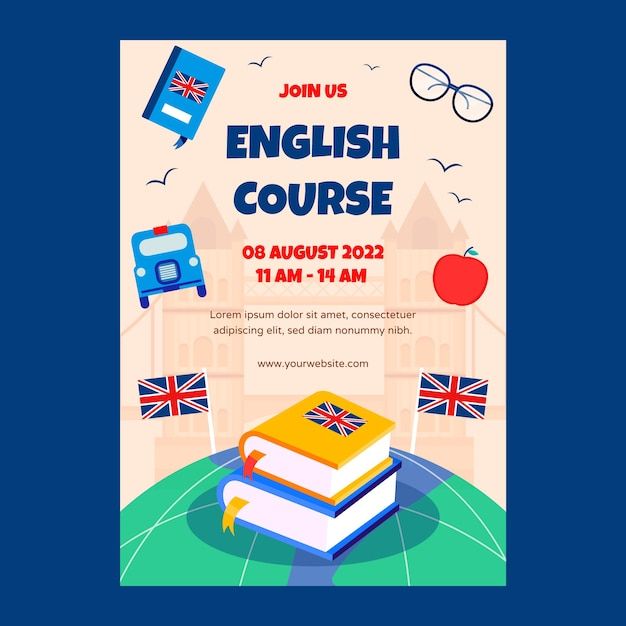 JOIN US
ENGLISH
COURSE
08 AUGUST 2022
11 AM - 14 AM
Lorem ipsum dolor sit amet, consectetuer
adipiscing elit, sed diam nonummy nibh.
www.yourwebsite.com